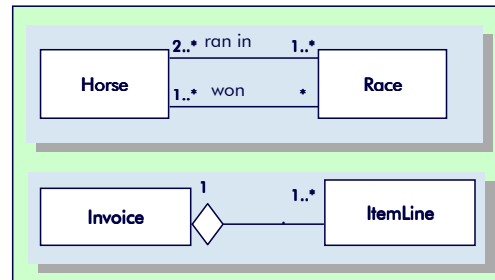 2..* ran in 1..*
Horse Race
1..* won *
1 1..*
Invoice ItemLine